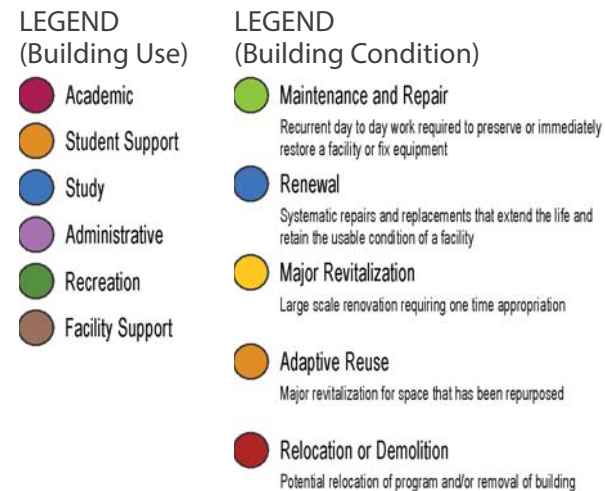 LEGEND
(Building Use)
Academic
Student Support
Study
Administrative
Recreation
Facility Support
LEGEND
(Building Condition)
Maintenance and Repair
Recurrent day to day work required to preserve or immediately
restore a facility or fix equipment
Renewal
Systematic repairs and replacements that extend the life and
retain the usable condition of a facility
Major Revitalization
Large scale renovation requiring one time appropriation
Adaptive Reuse
Major revitalization for space that has been repurposed
Relocation or Demolition
Potential relocation of program and/or removal of building